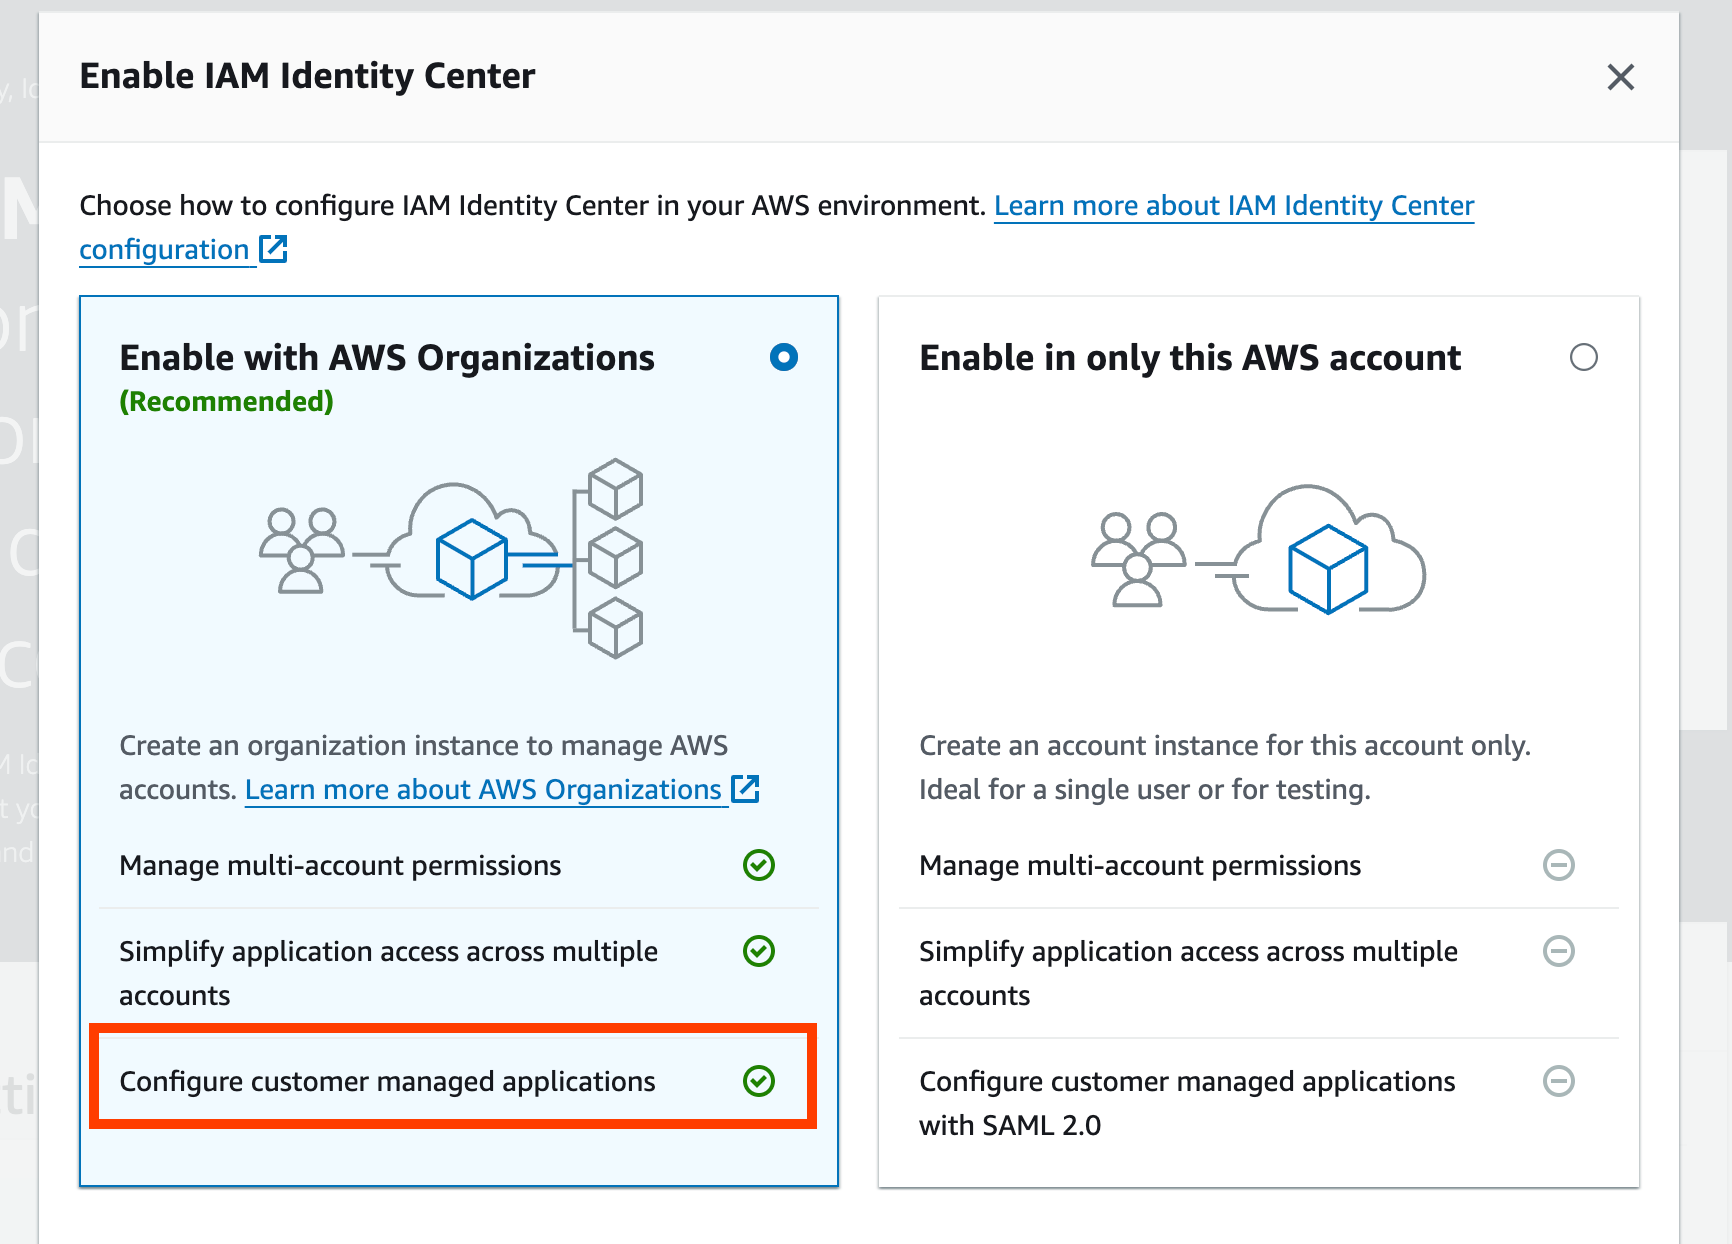 Enable IAM Identity Center
Choose how to configure IAM Identity Center in your AWS environment. Learn more about IAM Identity Center
configuration
Enable with AWS Organizations
(Recommended)
Create an organization instance to manage AWS
accounts. Learn more about AWS Organizations
Manage multi-account permissions
Simplify application access across multiple
accounts
Configure customer managed applications
Enable in only this AWS account
Create an account instance for this account only.
Ideal for a single user or for testing.
Manage multi-account permissions
Simplify application access across multiple
accounts
Configure customer managed applications
with SAML 2.0